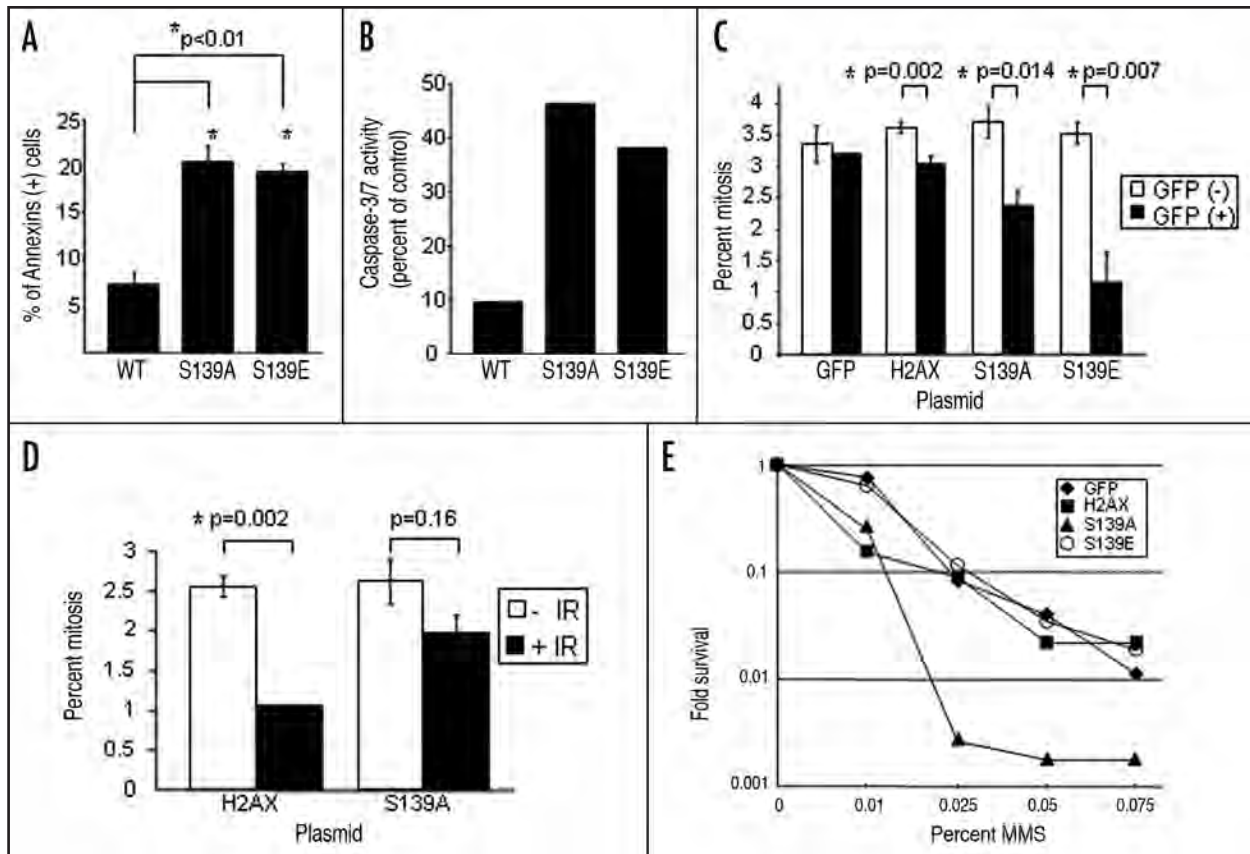 A
*p<0.01
% of Annexins (+) cells
25
20
15
10
5
*
*
WT S139A S139E
B
Caspase-3/7 activity
(percent of control)
50
40
30
20
10
0
WT S139A S139E
C
* p=0.002 * p=0.014 * p=0.007
Percent mitosis
4
3.5
3
2.5
2
1.5
1
0.5
0
GFP H2AX S139A S139E
Plasmid
GFP (-)
GFP (+)
D
* p=0.002 p=0.16
Percent mitosis
3
2.5
2
1.5
1
0.5
0
H2AX S139A
Plasmid
- IR
+ IR
E
Fold survival
1
0.1
0.01
0.001
GFP
H2AX
S139A
S139E
0 0.01 0.025 0.05 0.075
Percent MMS